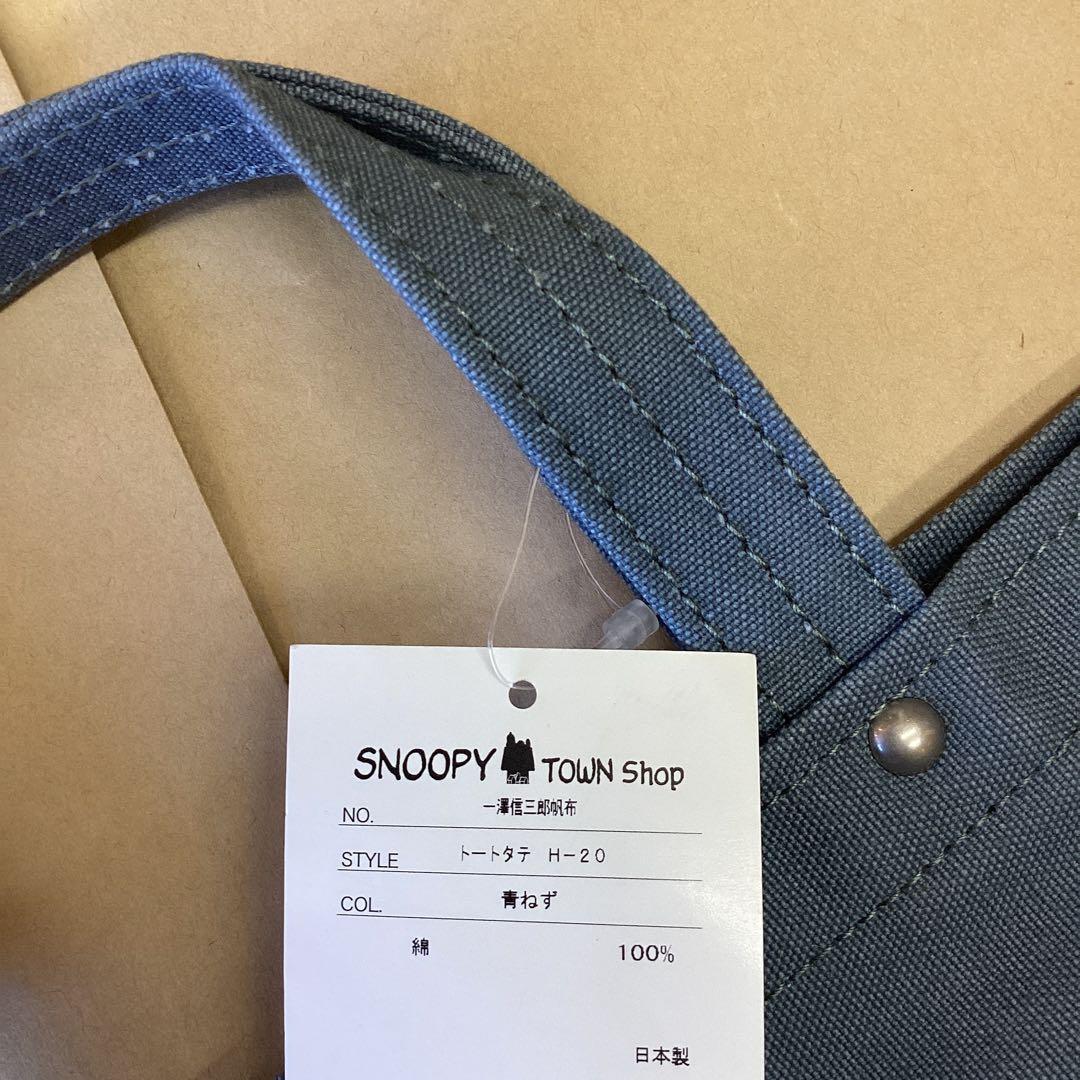 SNOOPY TOWN Shop
NO. 一澤信三郎帆布
STYLE トートタテ H-20
COL. 青ねず
綿 100%
日本製